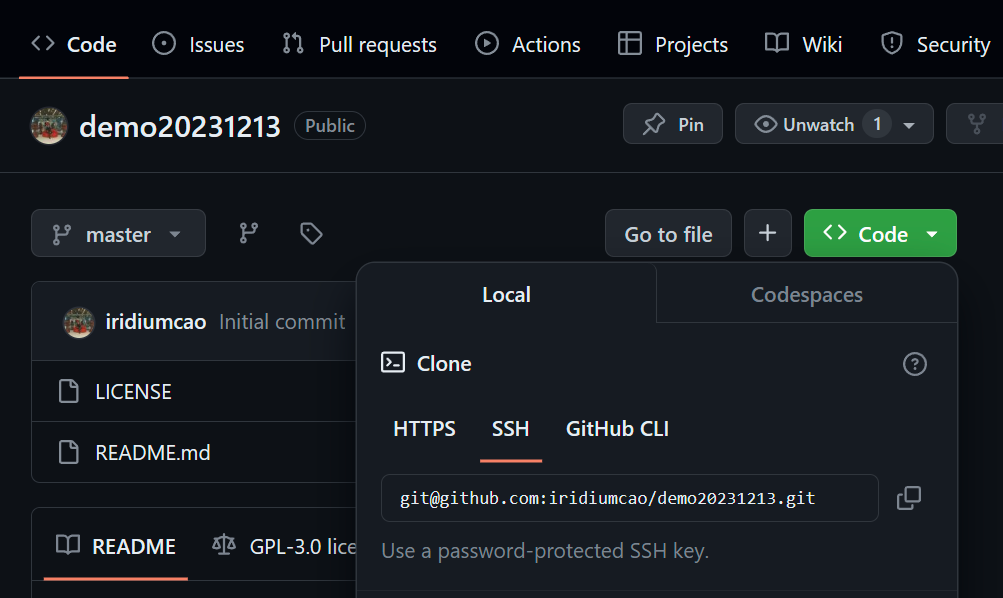 Code Issues Pull requests Actions Projects Wiki Security
demo20231213 Public Pin Unwatch 1
master Go to file + Code
Local Codespaces
iridiumcao Initial commit
Clone
LICENSE
HTTPS SSH GitHub CLI
README.md
git@github.com:iridiumcao/demo20231213.git
README GPL-3.0 lice
Use a password-protected SSH key.